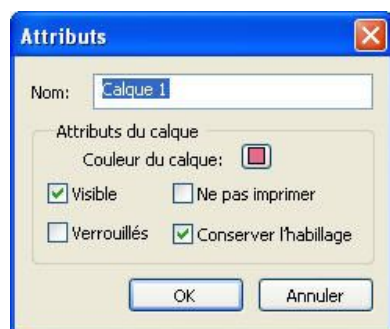 Attributs
Nom: Calque 1
Attributs du calque
Couleur du calque:
Visible Ne pas imprimer
Verrouillés Conserver l'habillage
OK Annuler